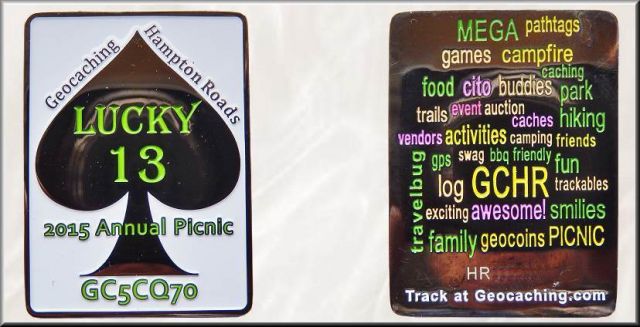 Geocaching
Hampton Roads
LUCKY
13
2015 Annual Picnic
GC5CQ70
MEGA pathtags
games campfire
caching
food cito buddies park
trails event auction hiking
caches
vendors activities camping friends
gps swag bbq friendly fun
travelbug
log GCHR trackables
exciting awesome! smilies
family geocoins PICNIC
HR
Track at Geocaching.com